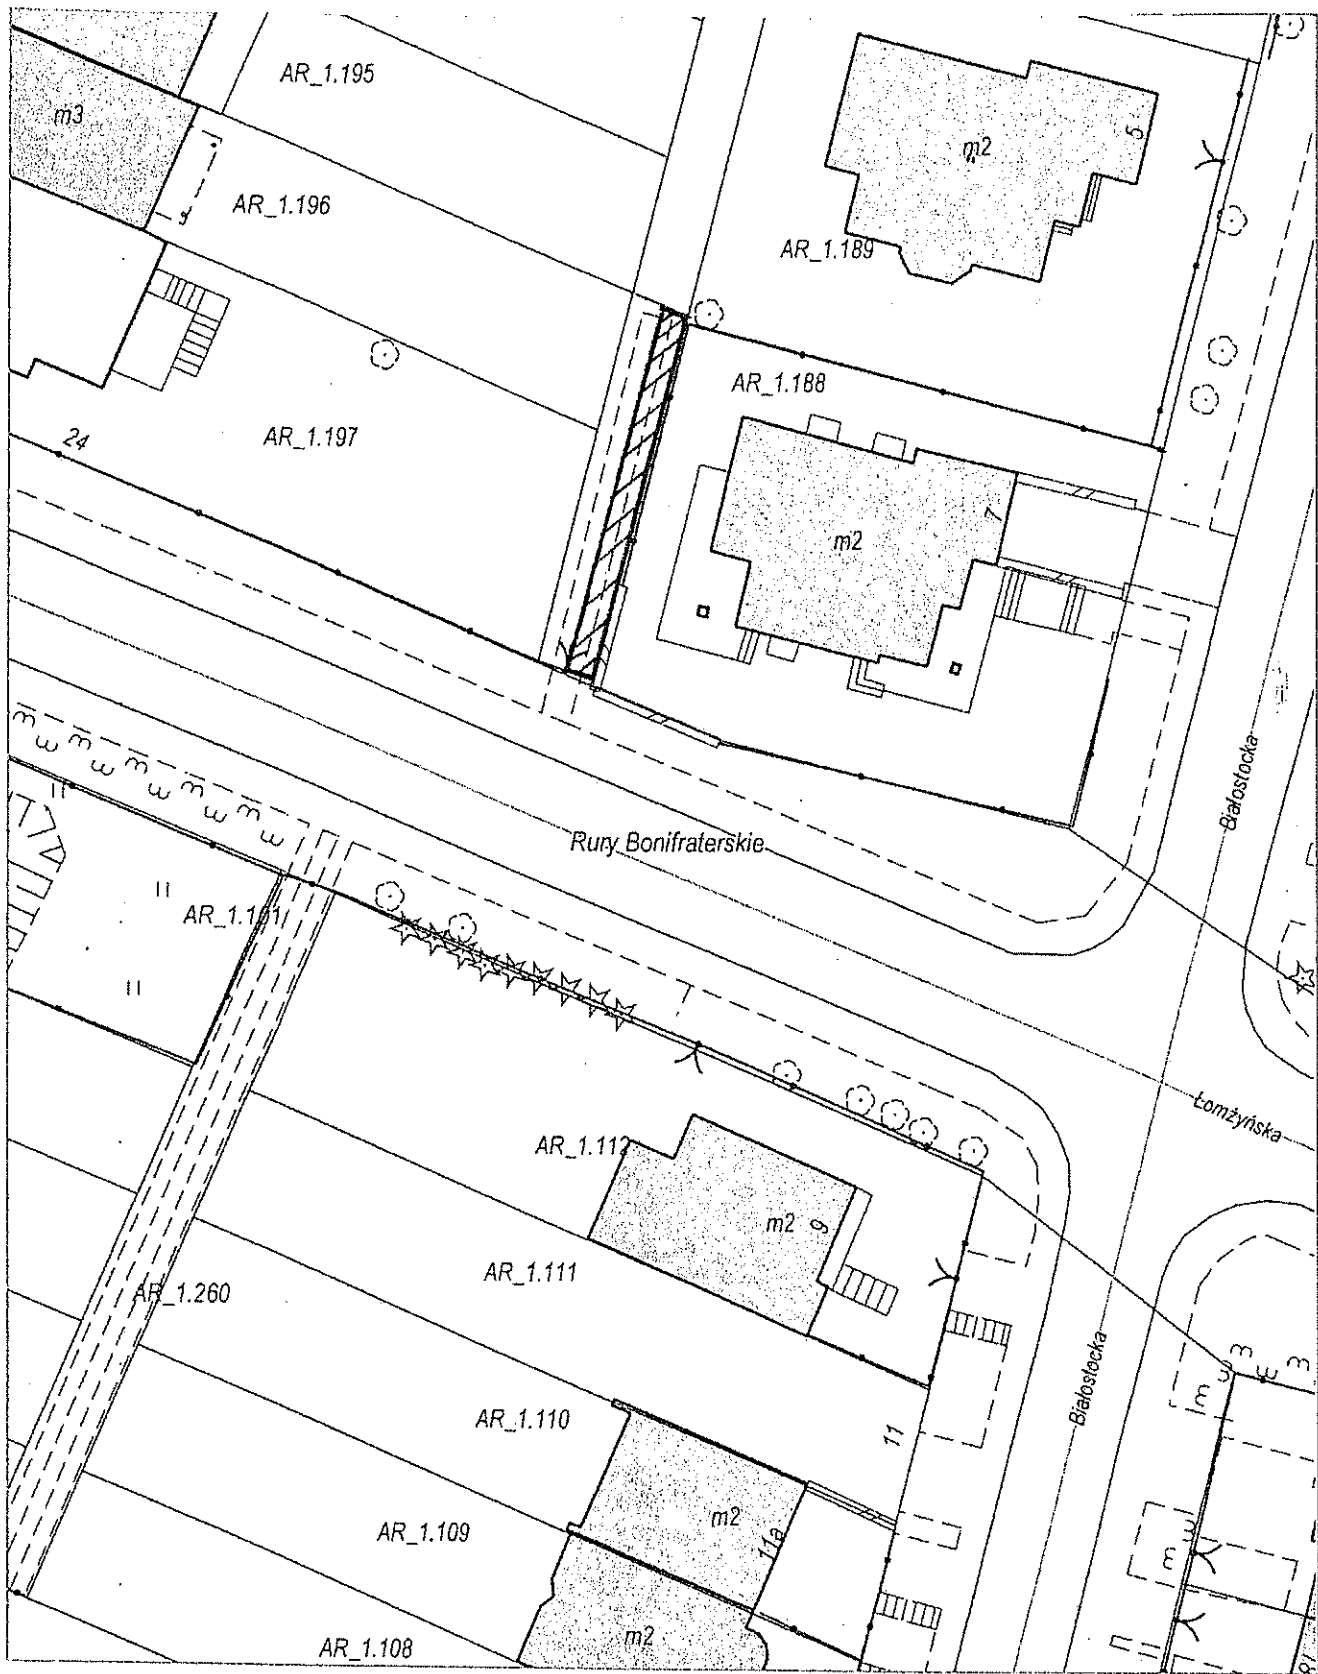 AR_1.195
m3
m2
5
AR_1.196
AR_1.189
AR_1.188
AR_1.197
24
7
m2
Białostocka
Rury Bonifraterskie
AR_1.112
Łomżyńska
m2
9
AR_1.111
AR_1.260
Białostocka
AR_1.110
11
m2
11a
AR_1.109
m2
AR_1.108